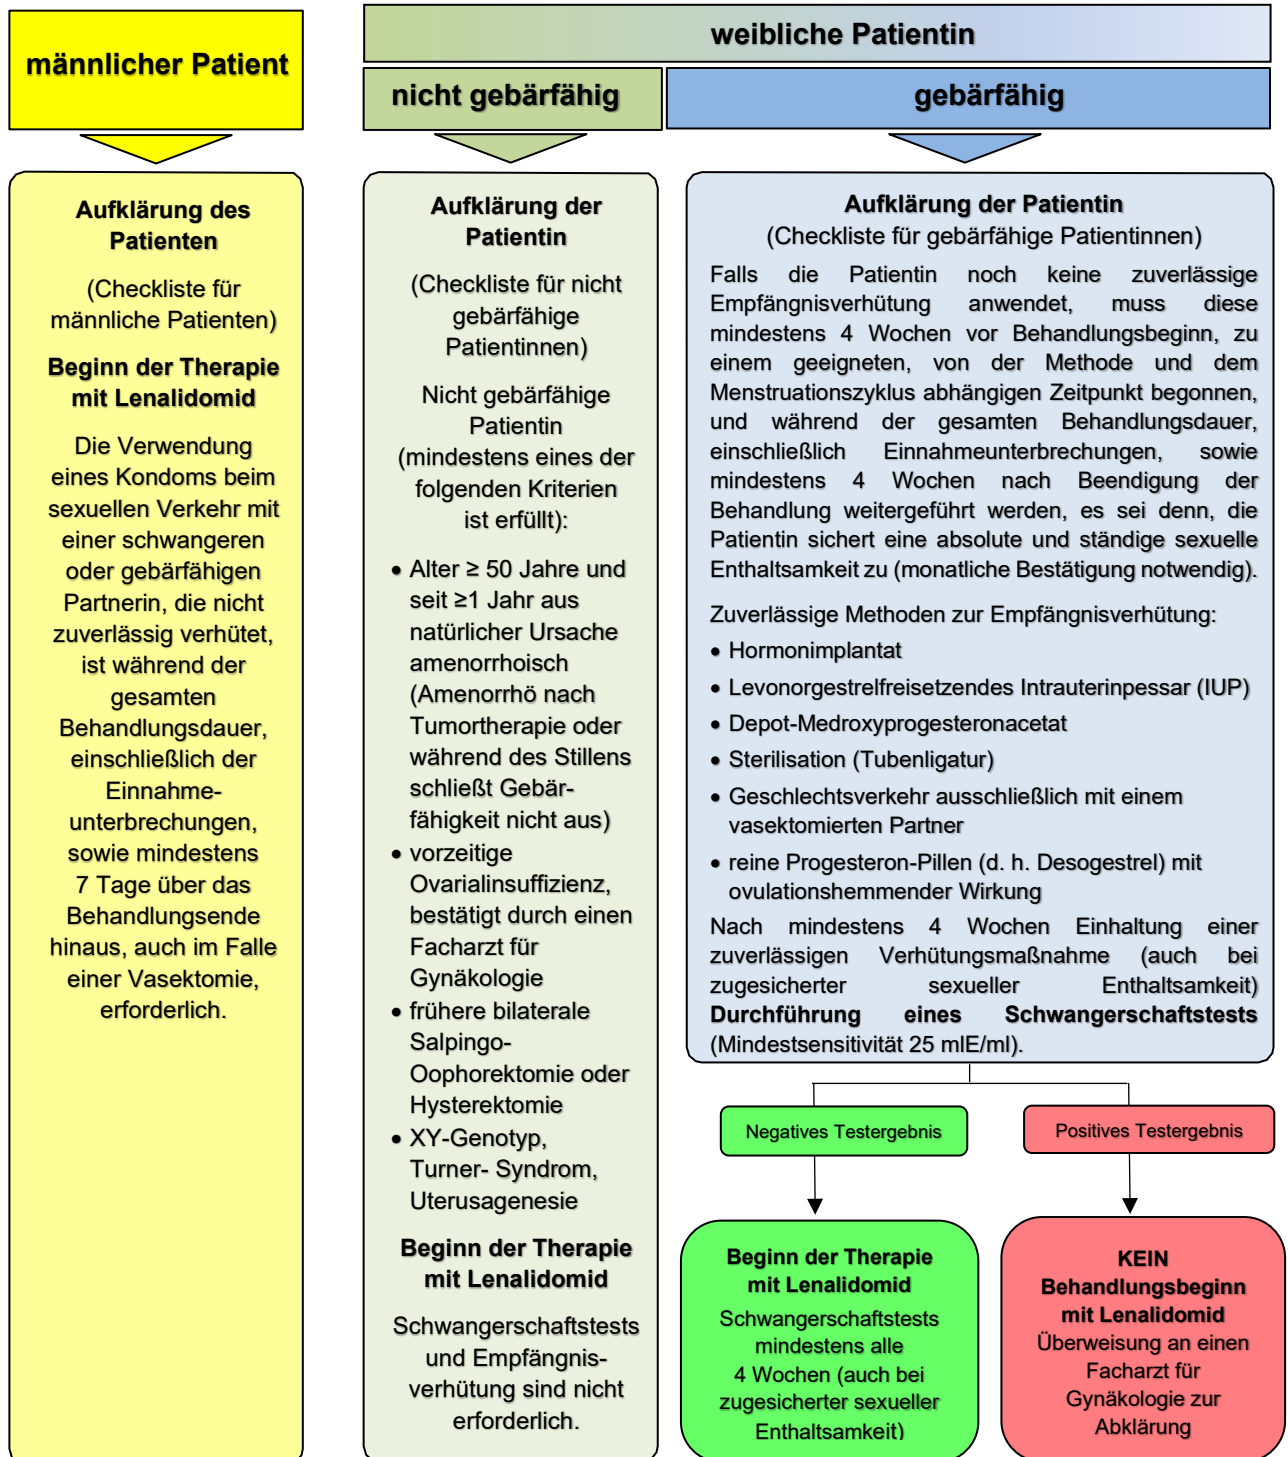 männlicher Patient
Aufklärung des
Patienten
(Checkliste für
männliche Patienten)
Beginn der Therapie
mit Lenalidomid
Die Verwendung
eines Kondoms beim
sexuellen Verkehr mit
einer schwangeren
oder gebärfähigen
Partnerin, die nicht
zuverlässig verhütet,
ist während der
gesamten
Behandlungsdauer,
einschließlich der
Einnahme-
unterbrechungen,
sowie mindestens
7 Tage über das
Behandlungsende
hinaus, auch im Falle
einer Vasektomie,
erforderlich.
weibliche Patientin
nicht gebärfähig
Aufklärung der
Patientin
(Checkliste für nicht
gebärfähige
Patientinnen)
Nicht gebärfähige
Patientin
(mindestens eines der
folgenden Kriterien
ist erfüllt):
• Alter ≥ 50 Jahre und
seit ≥1 Jahr aus
natürlicher Ursache
amenorrhoisch
(Amenorrhö nach
Tumortherapie oder
während des Stillens
schließt Gebär-
fähigkeit nicht aus)
• vorzeitige
Ovarialinsuffizienz,
bestätigt durch einen
Facharzt für
Gynäkologie
• frühere bilaterale
Salpingo-
Oophorektomie oder
Hysterektomie
• XY-Genotyp,
Turner- Syndrom,
Uterusagenesie
Beginn der Therapie
mit Lenalidomid
Schwangerschaftstests
und Empfängnis-
verhütung sind nicht
erforderlich.
gebärfähig
Aufklärung der Patientin
(Checkliste für gebärfähige Patientinnen)
Falls die Patientin noch keine zuverlässige
Empfängnisverhütung anwendet, muss diese
mindestens 4 Wochen vor Behandlungsbeginn, zu
einem geeigneten, von der Methode und dem
Menstruationszyklus abhängigen Zeitpunkt begonnen,
und während der gesamten Behandlungsdauer,
einschließlich Einnahmeunterbrechungen, sowie
mindestens 4 Wochen nach Beendigung der
Behandlung weitergeführt werden, es sei denn, die
Patientin sichert eine absolute und ständige sexuelle
Enthaltsamkeit zu (monatliche Bestätigung notwendig).
Zuverlässige Methoden zur Empfängnisverhütung:
• Hormonimplantat
• Levonorgestrelfreisetzendes Intrauterinpessar (IUP)
• Depot-Medroxyprogesteronacetat
• Sterilisation (Tubenligatur)
• Geschlechtsverkehr ausschließlich mit einem
vasektomierten Partner
• reine Progesteron-Pillen (d. h. Desogestrel) mit
ovulationshemmender Wirkung
Nach mindestens 4 Wochen Einhaltung einer
zuverlässigen Verhütungsmaßnahme (auch bei
zugesicherter sexueller Enthaltsamkeit)
Durchführung eines Schwangerschaftstests
(Mindestsensitivität 25 mIE/ml).
Negatives Testergebnis
Beginn der Therapie
mit Lenalidomid
Schwangerschaftstests
mindestens alle
4 Wochen (auch bei
zugesicherter sexueller
Enthaltsamkeit)
Positives Testergebnis
KEIN
Behandlungsbeginn
mit Lenalidomid
Überweisung an einen
Facharzt für
Gynäkologie zur
Abklärung